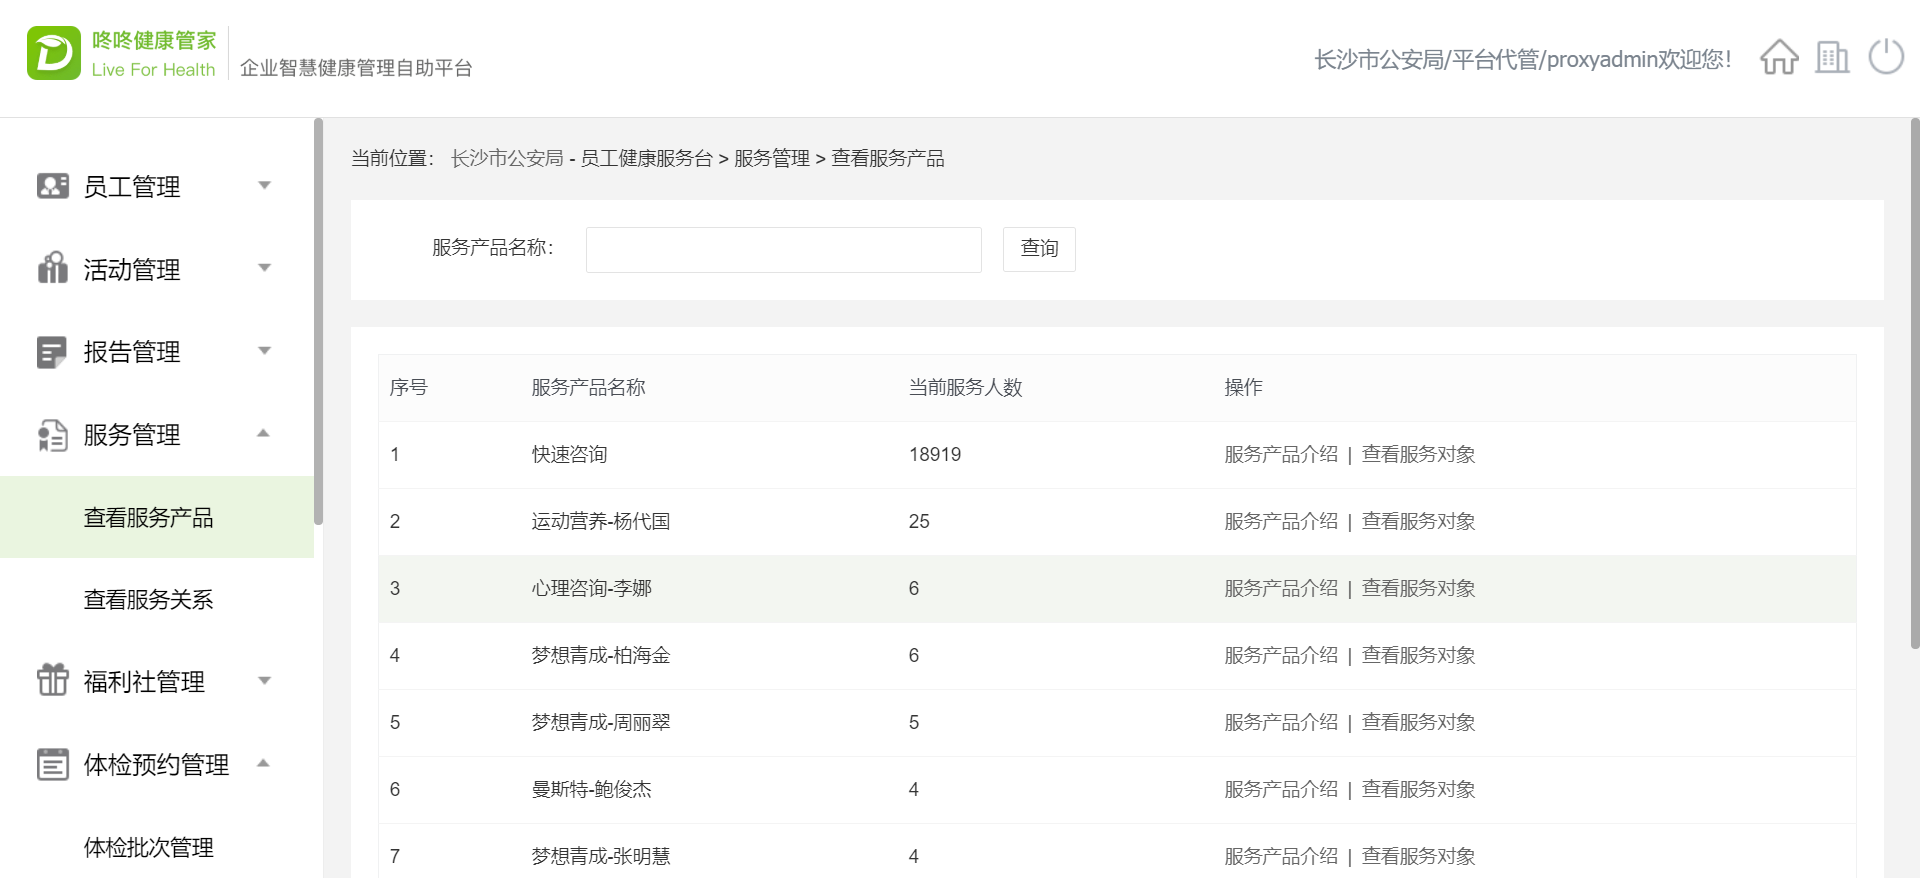 咚咚健康管家
Live For Health
企业智慧健康管理自助平台
长沙市公安局/平台代管/proxyadmin欢迎您！
员工管理
活动管理
报告管理
服务管理
查看服务产品
查看服务关系
福利社管理
体检预约管理
体检批次管理
当前位置： 长沙市公安局 - 员工健康服务台 > 服务管理 > 查看服务产品
服务产品名称： 查询
序号 服务产品名称 当前服务人数 操作
1 快速咨询 18919 服务产品介绍 | 查看服务对象
2 运动营养-杨代国 25 服务产品介绍 | 查看服务对象
3 心理咨询-李娜 6 服务产品介绍 | 查看服务对象
4 梦想青成-柏海金 6 服务产品介绍 | 查看服务对象
5 梦想青成-周丽翠 5 服务产品介绍 | 查看服务对象
6 曼斯特-鲍俊杰 4 服务产品介绍 | 查看服务对象
7 梦想青成-张明慧 4 服务产品介绍 | 查看服务对象